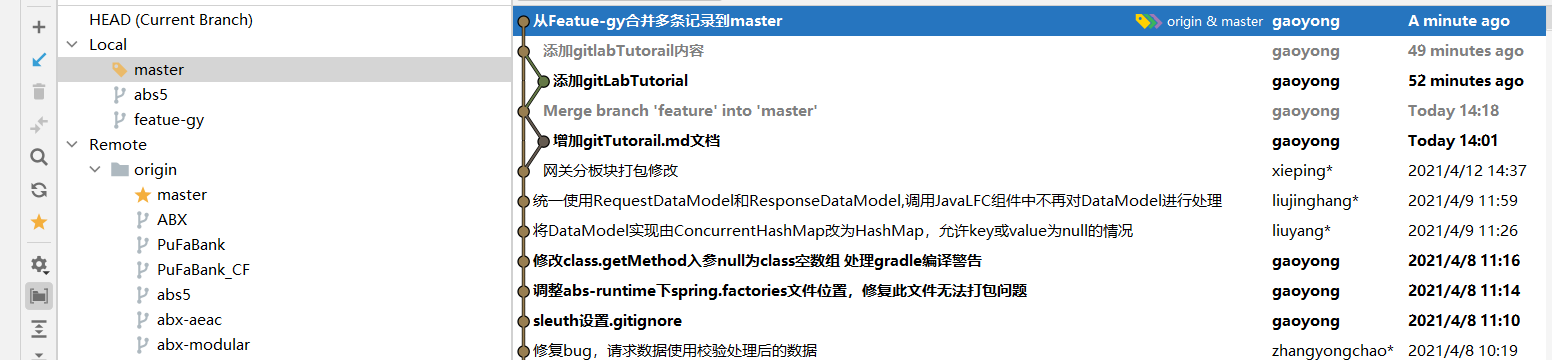 HEAD (Current Branch)
Local
master
abs5
featue-gy
Remote
origin
master
ABX
PuFaBank
PuFaBank_CF
abs5
abx-aeac
abx-modular
从Featue-gy合并多条记录到master origin & master gaoyong A minute ago
添加gitlabTutorail内容 gaoyong 49 minutes ago
添加gitLabTutorial gaoyong 52 minutes ago
Merge branch 'feature' into 'master' gaoyong Today 14:18
增加gitTutorail.md文档 gaoyong Today 14:01
网关分板块打包修改 xieping* 2021/4/12 14:37
统一使用RequestDataModel和ResponseDataModel,调用JavaLFC组件中不再对DataModel进行处理 liujinghang* 2021/4/9 11:59
将DataModel实现由ConcurrentHashMap改为HashMap，允许key或value为null的情况 liuyang* 2021/4/9 11:26
修改class.getMethod入参null为class空数组 处理gradle编译警告 gaoyong 2021/4/8 11:16
调整abs-runtime下spring.factories文件位置，修复此文件无法打包问题 gaoyong 2021/4/8 11:14
sleuth设置.gitignore gaoyong 2021/4/8 11:10
修复bug，请求数据使用校验处理后的数据 zhangyongchao* 2021/4/8 10:19